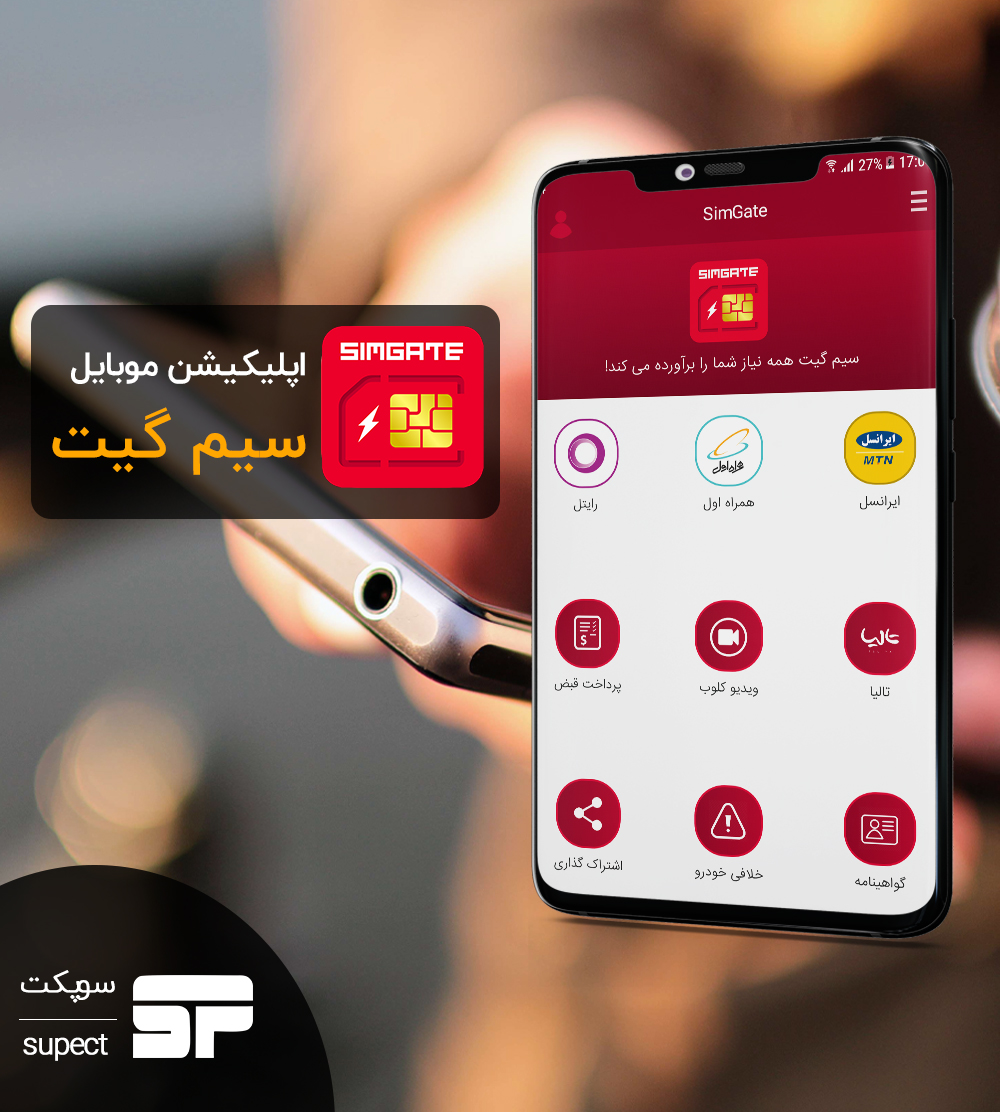 27% 17:0
SimGate
SIMGATE
سیم گیت همه نیاز شما را برآورده می کند!
ایرانسل
MTN
همراه اول
ایرانسل
همراه اول
رایتل
تالیا
تالیا
ویدیو کلوب
پرداخت قبض
گواهینامه
خلافی خودرو
اشتراک گذاری
SIMGATE
اپلیکیشن موبایل
سیم گیت
SP
سوپکت
supect